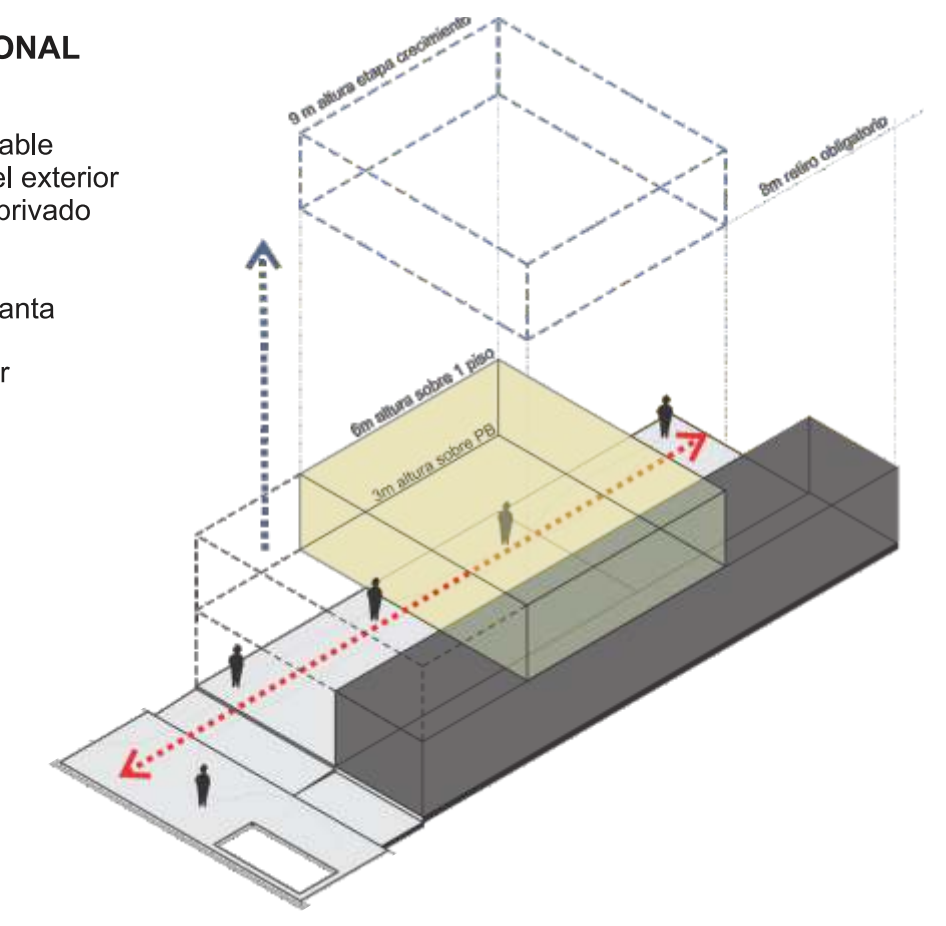 ONAL
able
el exterior
privado
anta
r
9 m altura etapa crecimiento
8m retiro obligatorio
6m altura sobre 1 piso
3m altura sobre PB